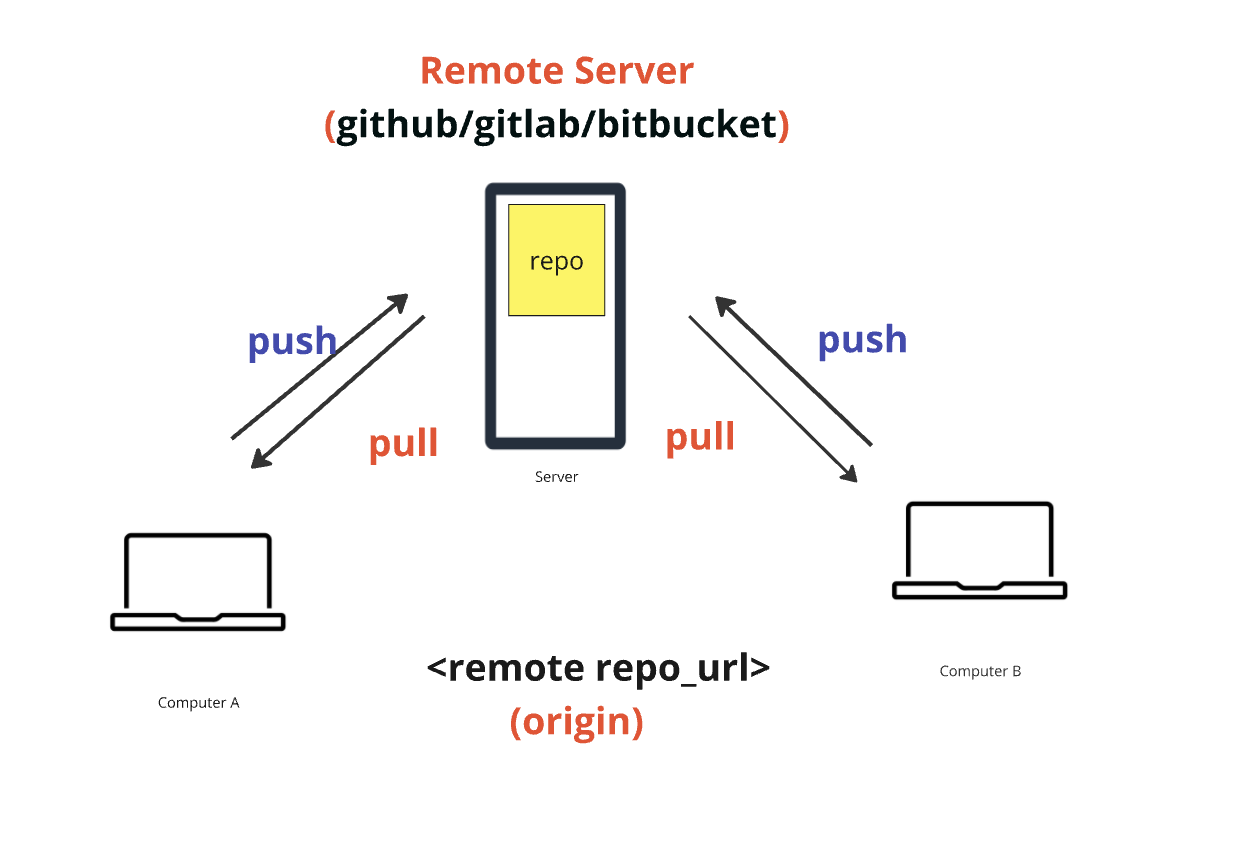 Remote Server
(github/gitlab/bitbucket)
repo
push
push
pull
pull
Server
<remote repo_url>
Computer B
Computer A
(origin)